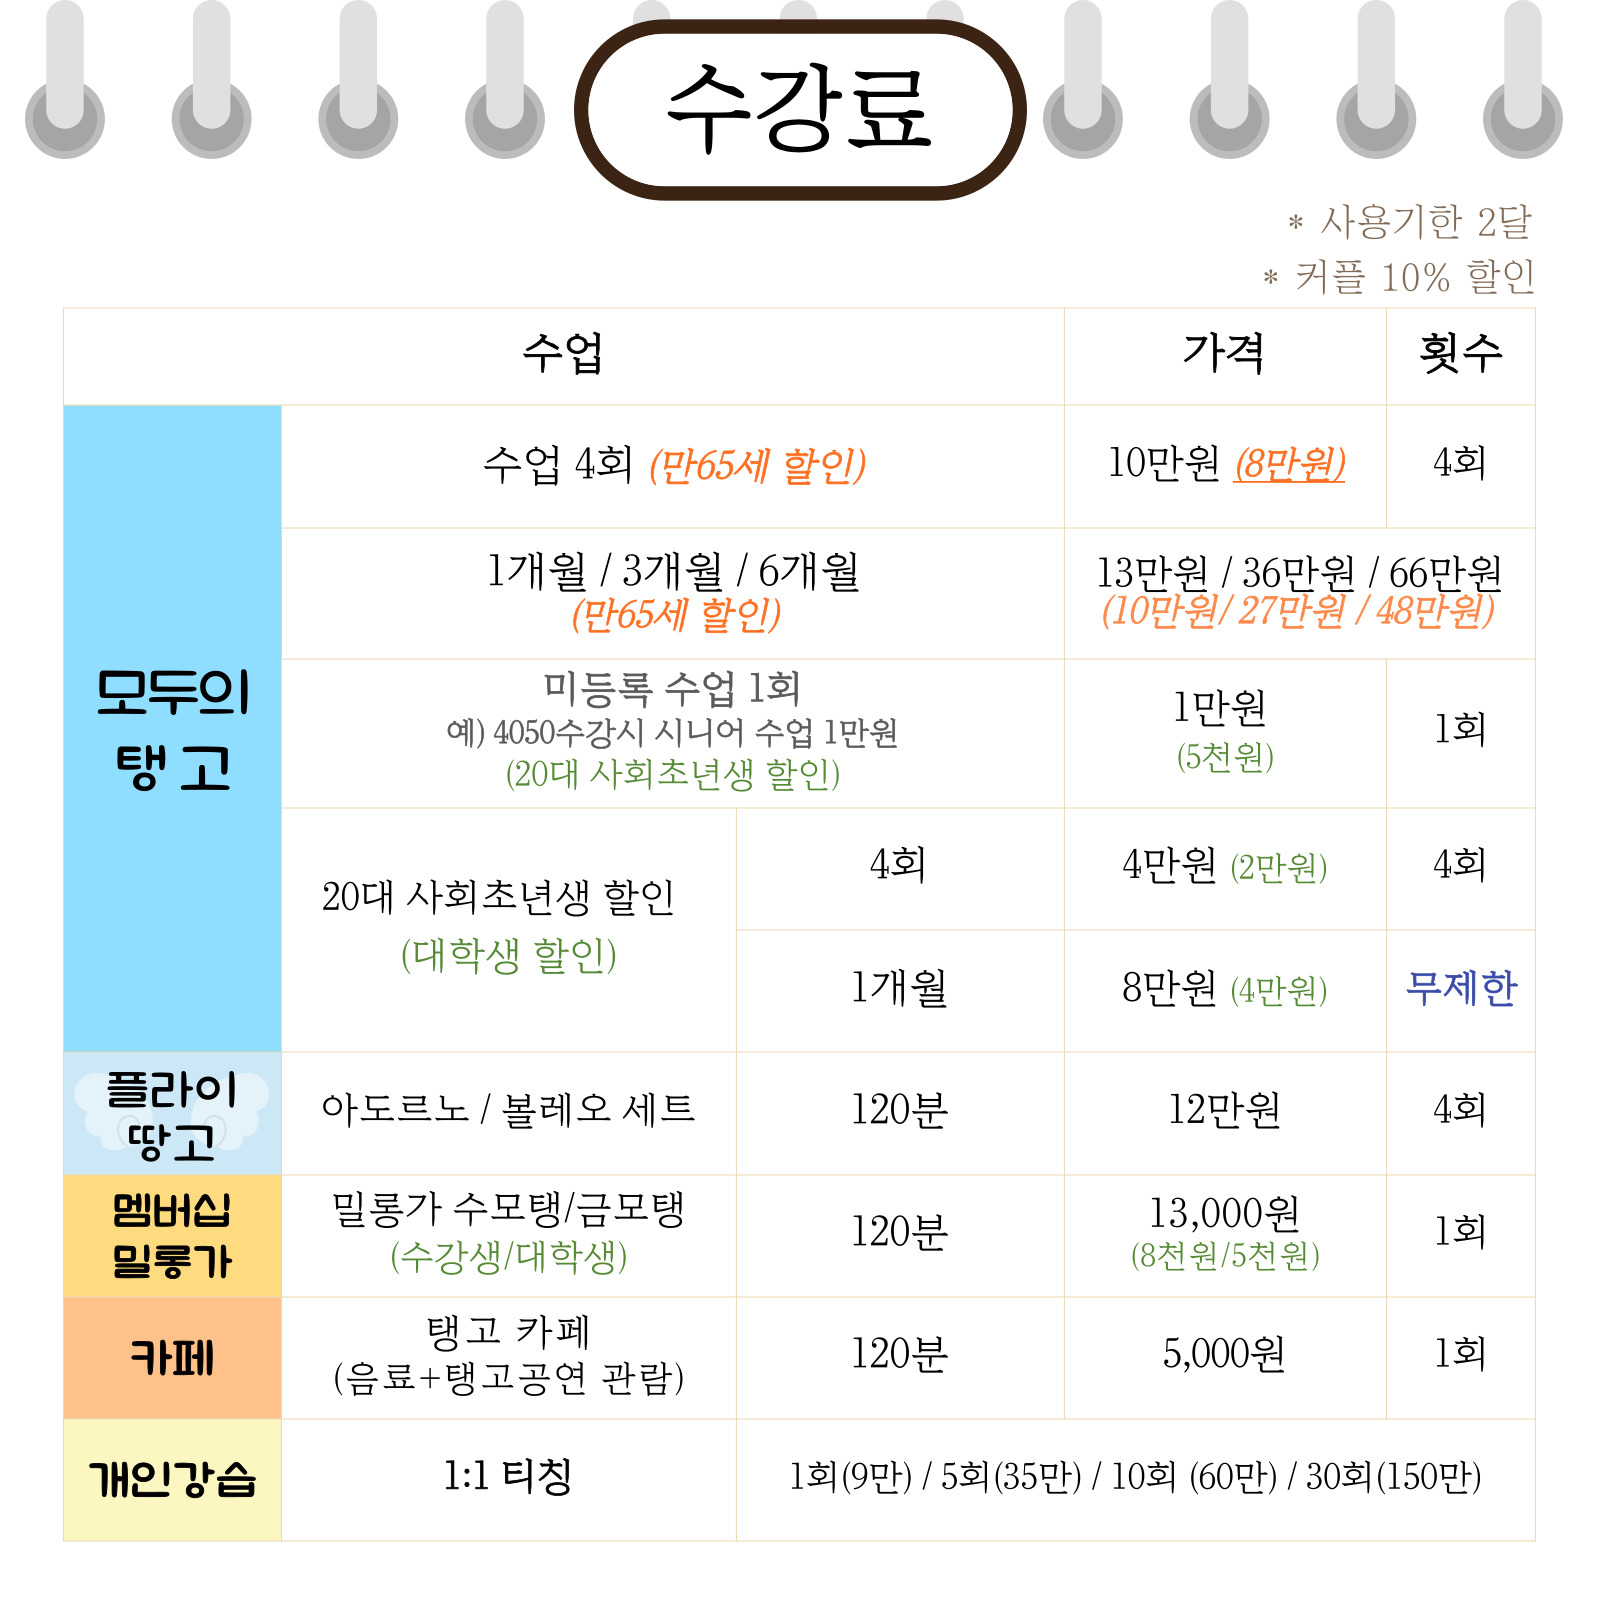 수강료
* 사용기한 2달
* 커플 10% 할인
수업 가격 횟수
모두의
탱고
수업 4회 (만65세 할인) 10만원 (8만원) 4회
1개월 / 3개월 / 6개월
(만65세 할인)
13만원 / 36만원 / 66만원
(10만원/ 27만원 / 48만원)
미등록 수업 1회
예) 4050수강시 시니어 수업 1만원
(20대 사회초년생 할인)
1만원
(5천원)
1회
20대 사회초년생 할인
(대학생 할인)
4회 4만원 (2만원) 4회
1개월 8만원 (4만원) 무제한
플라이
땅고
아도르노 / 볼레오 세트 120분 12만원 4회
멤버십
밀롱가
밀롱가 수모탱/금모탱
(수강생/대학생)
120분
13,000원
(8천원/5천원)
1회
카페
탱고 카페
(음료+탱고공연 관람)
120분 5,000원 1회
개인강습 1:1 티칭 1회(9만) / 5회(35만) / 10회 (60만) / 30회(150만)